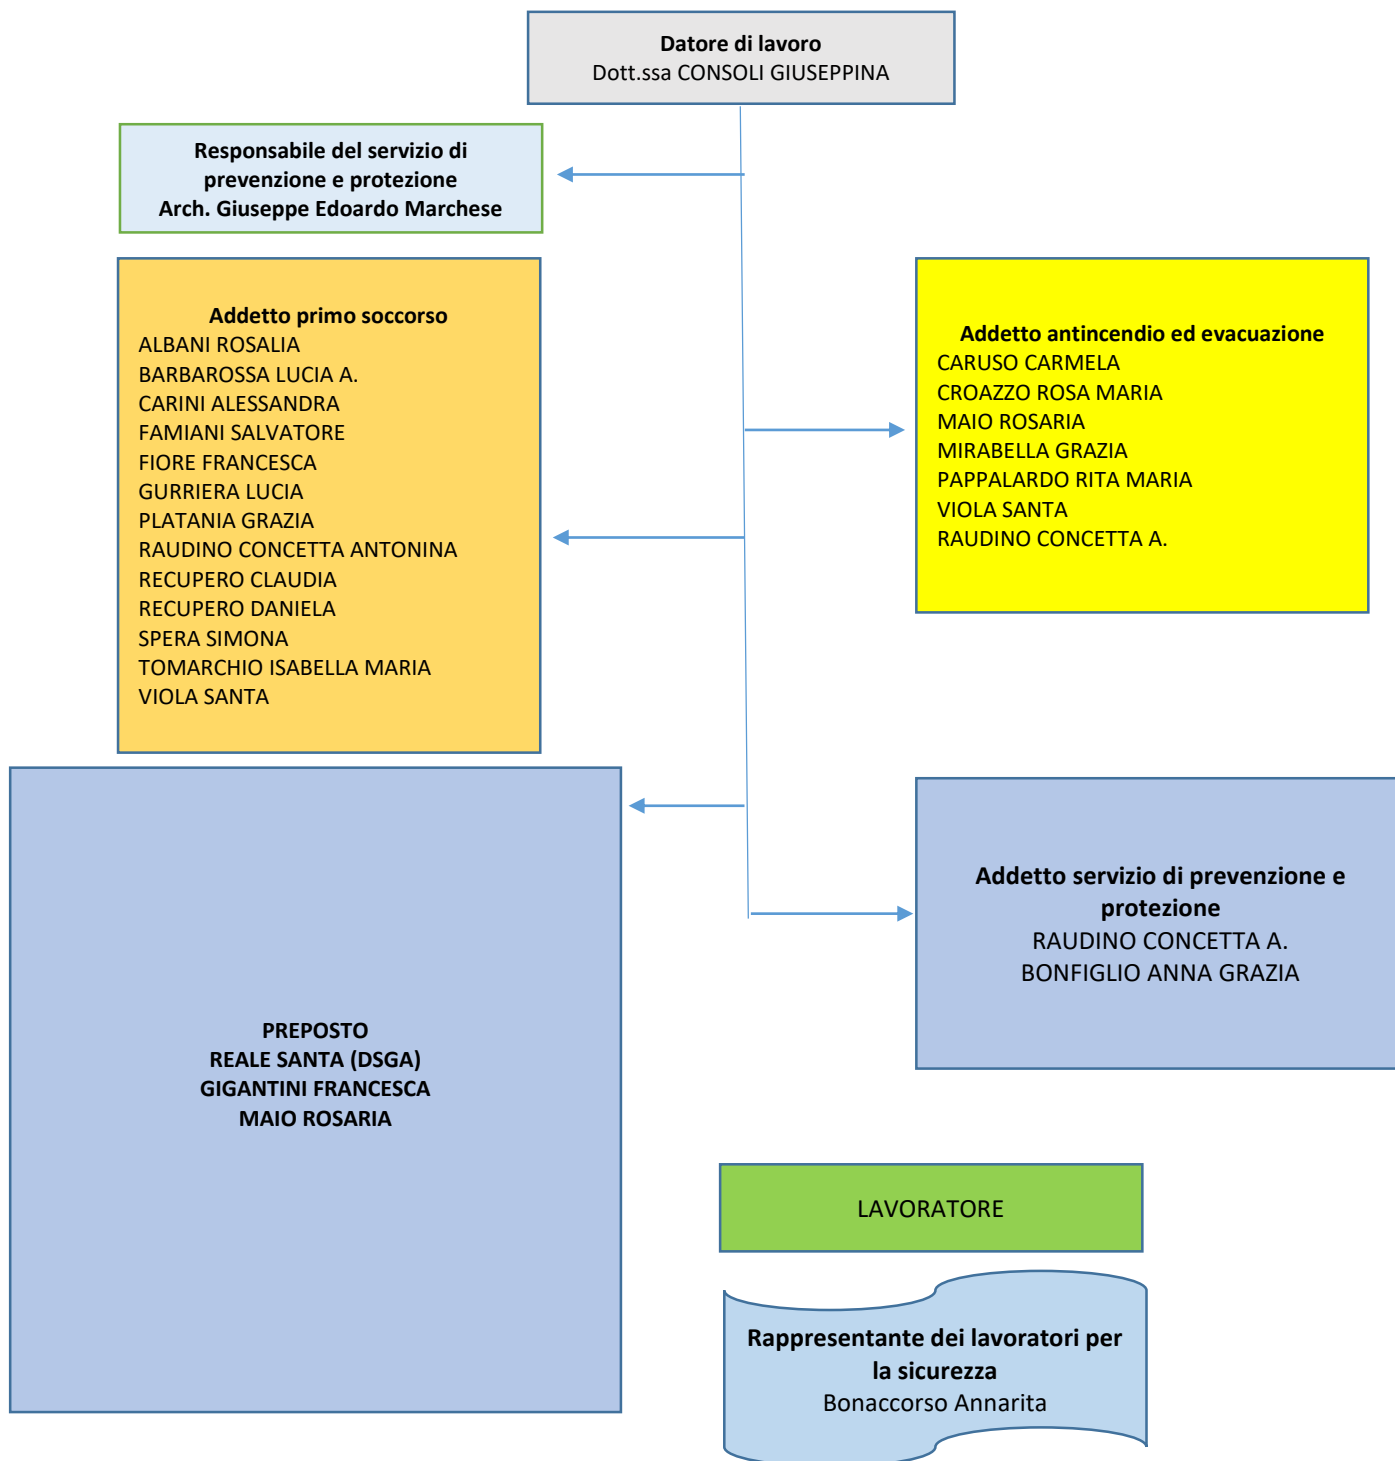 Datore di lavoro
Dott.ssa CONSOLI GIUSEPPINA
Responsabile del servizio di
prevenzione e protezione
Arch. Giuseppe Edoardo Marchese
Addetto primo soccorso
ALBANI ROSALIA
BARBAROSSA LUCIA A.
CARINI ALESSANDRA
FAMIANI SALVATORE
FIORE FRANCESCA
GURRIERA LUCIA
PLATANIA GRAZIA
RAUDINO CONCETTA ANTONINA
RECUPERO CLAUDIA
RECUPERO DANIELA
SPERA SIMONA
TOMARCHIO ISABELLA MARIA
VIOLA SANTA
Addetto antincendio ed evacuazione
CARUSO CARMELA
CROAZZO ROSA MARIA
MAIO ROSARIA
MIRABELLA GRAZIA
PAPPALARDO RITA MARIA
VIOLA SANTA
RAUDINO CONCETTA A.
PREPOSTO
REALE SANTA (DSGA)
GIGANTINI FRANCESCA
MAIO ROSARIA
Addetto servizio di prevenzione e
protezione
RAUDINO CONCETTA A.
BONFIGLIO ANNA GRAZIA
LAVORATORE
Rappresentante dei lavoratori per
la sicurezza
Bonaccorso Annarita